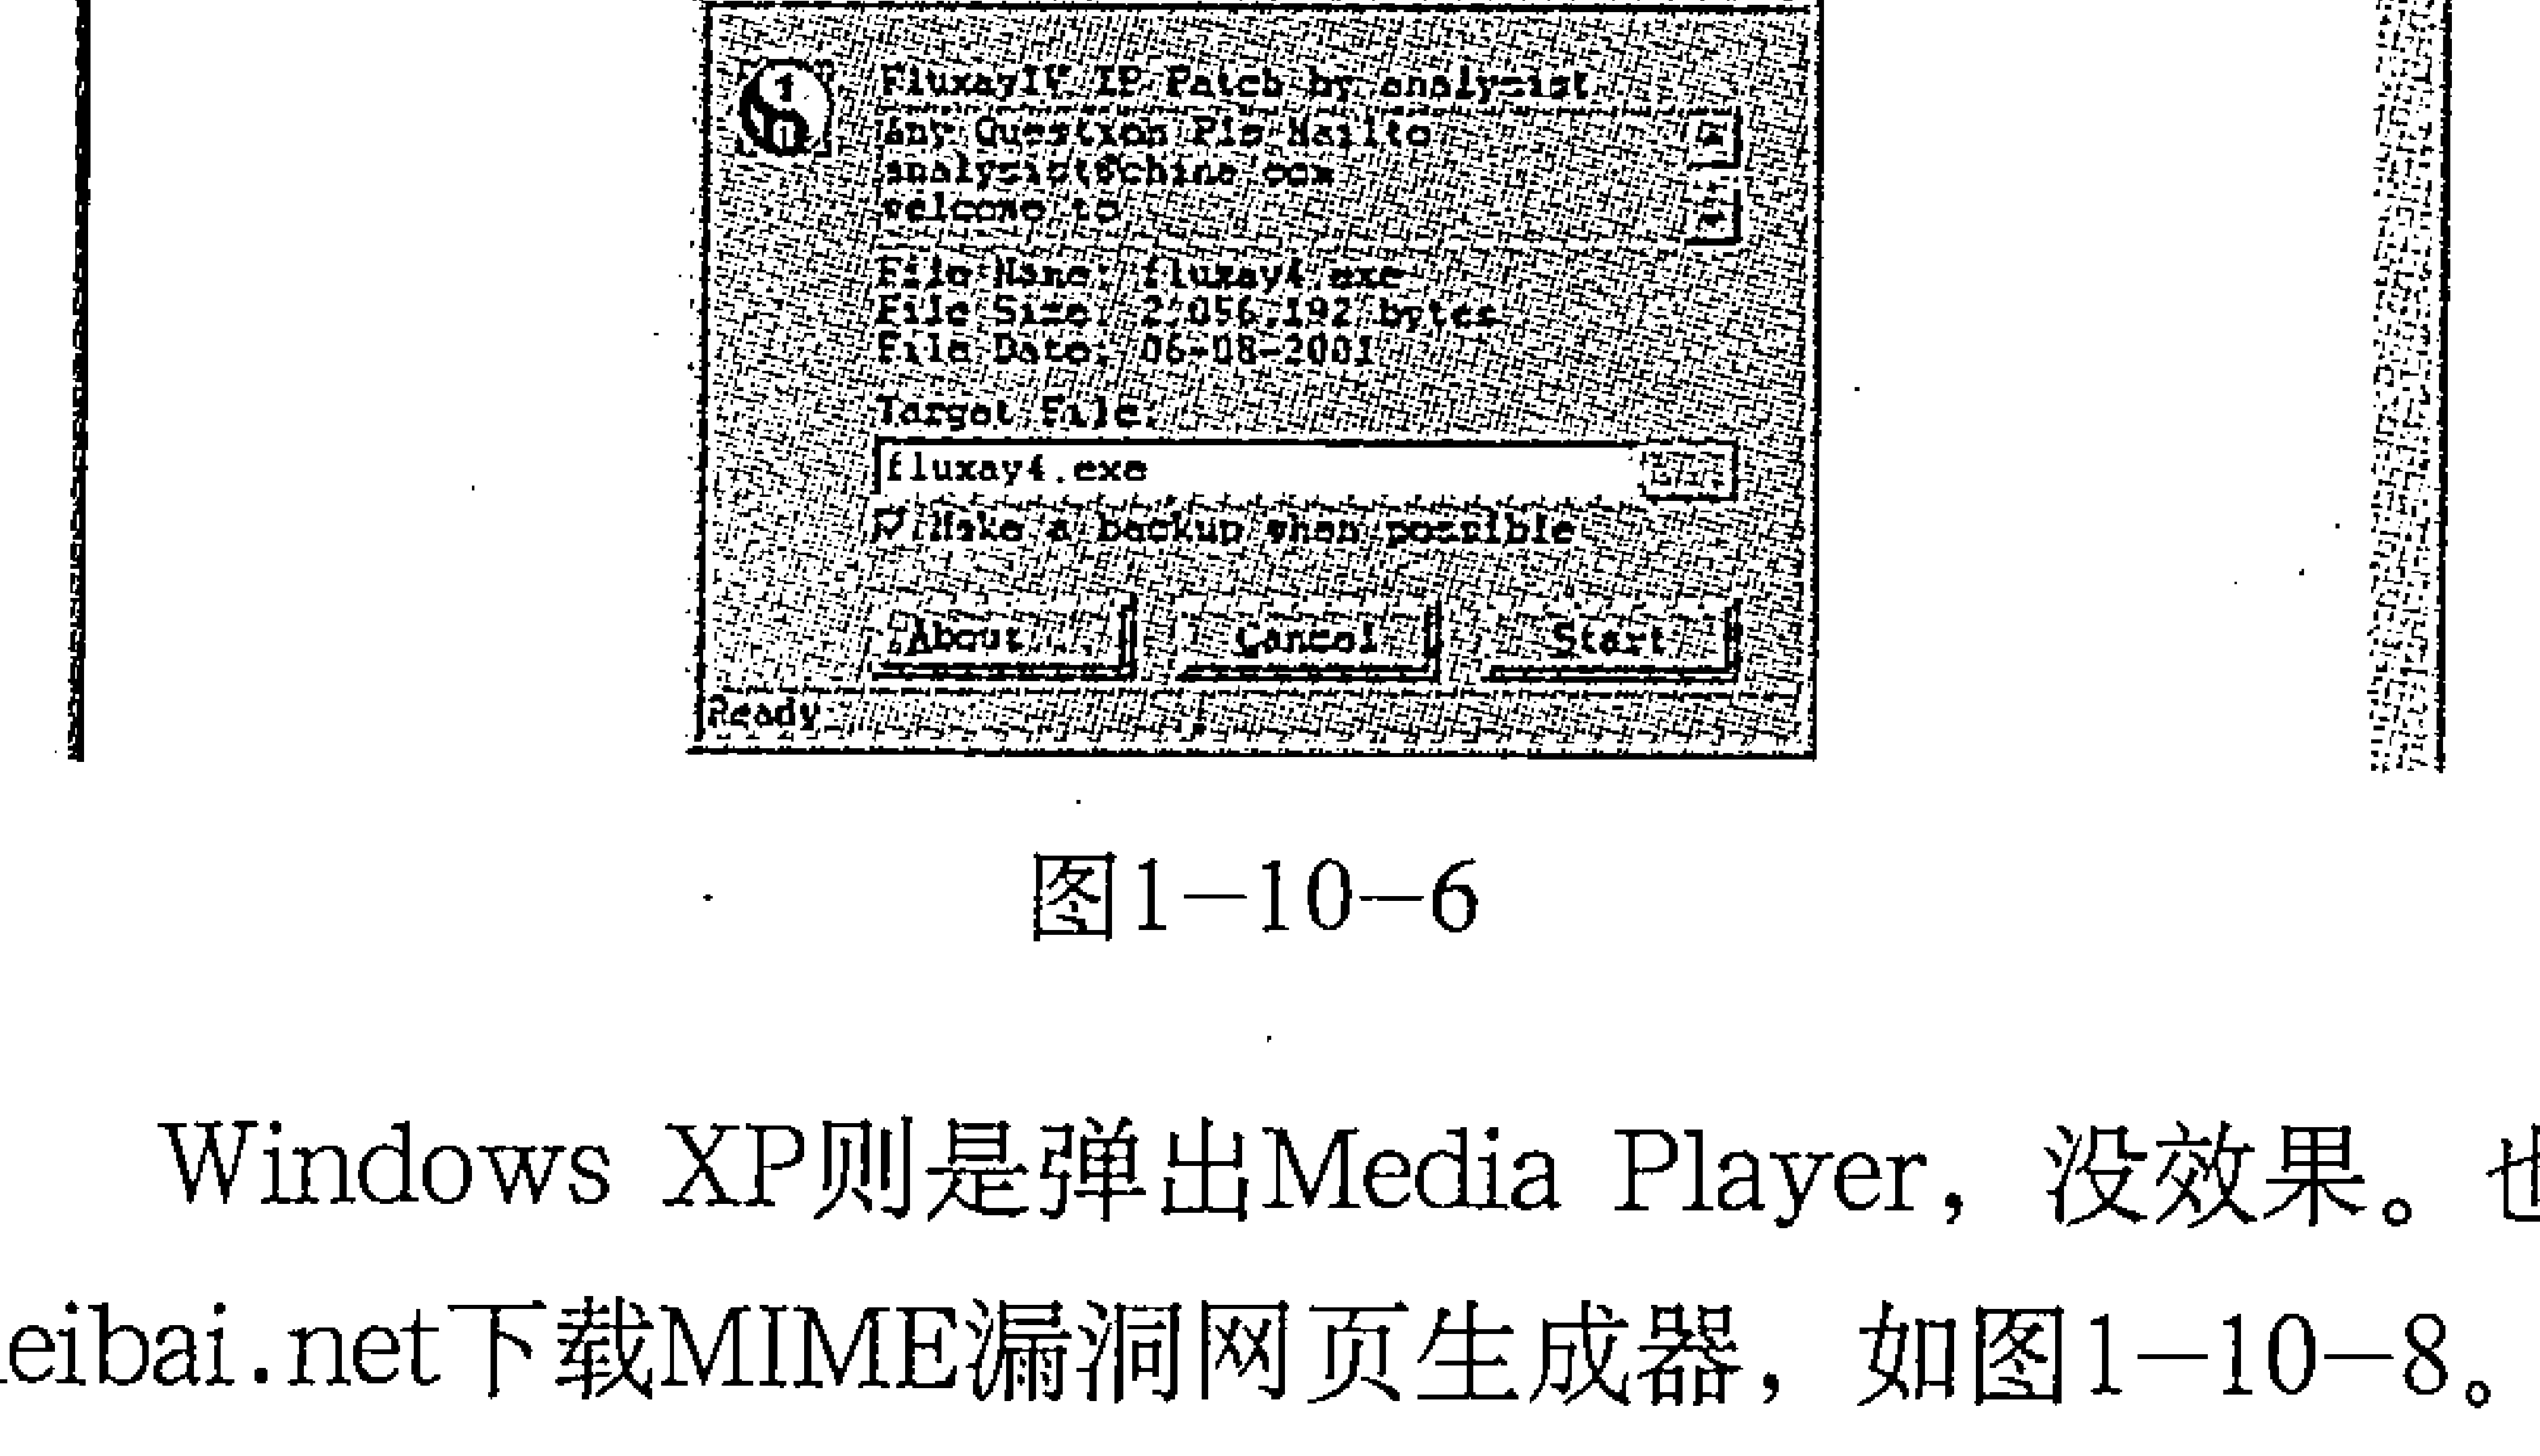 FluxayIV IP Patch by analysist
Any Question Pls Mailto
analysist@china.com
welcome to
File Name: fluxay4.exe
File Size: 2,056,192 bytes
File Date: 06-08-2001
Target File:
fluxay4.exe
Make a backup when possible
About Cancel Start
Ready
图1-10-6
Windows XP则是弹出Media Player，没效果。也
eibai.net下载MIME漏洞网页生成器，如图1-10-8。